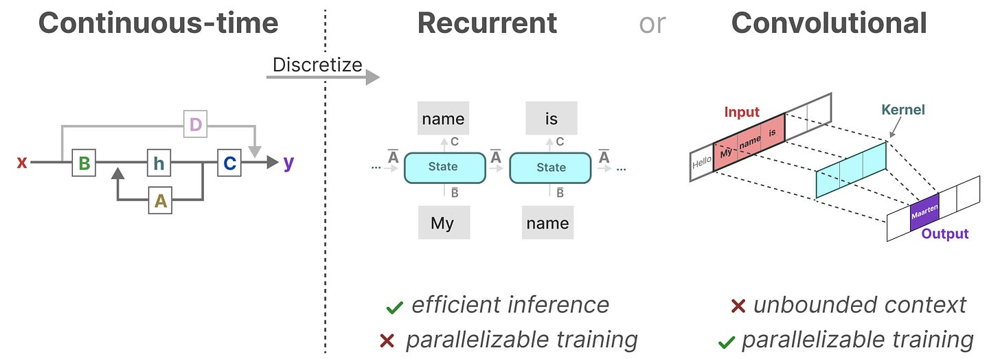 Continuous-time
Recurrent
or
Convolutional
Discretize
D
x
B
h
C
y
A
name
is
C
C
...
A̅
State
A̅
State
A̅
...
B̅
B̅
My
name
Input
Kernel
Hello
My
name
is
Maarten
Output
efficient inference
parallelizable training
unbounded context
parallelizable training